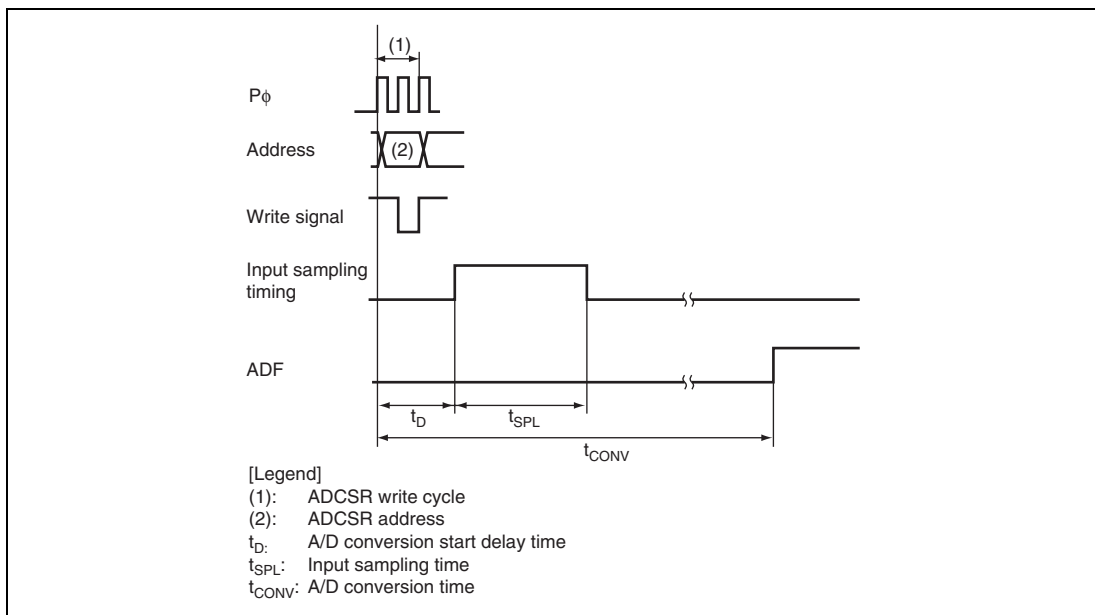 (1)
Pϕ
Address
(2)
Write signal
Input sampling
timing
ADF
tD
tSPL
tCONV
[Legend]
(1): ADCSR write cycle
(2): ADCSR address
tD: A/D conversion start delay time
tSPL: Input sampling time
tCONV: A/D conversion time